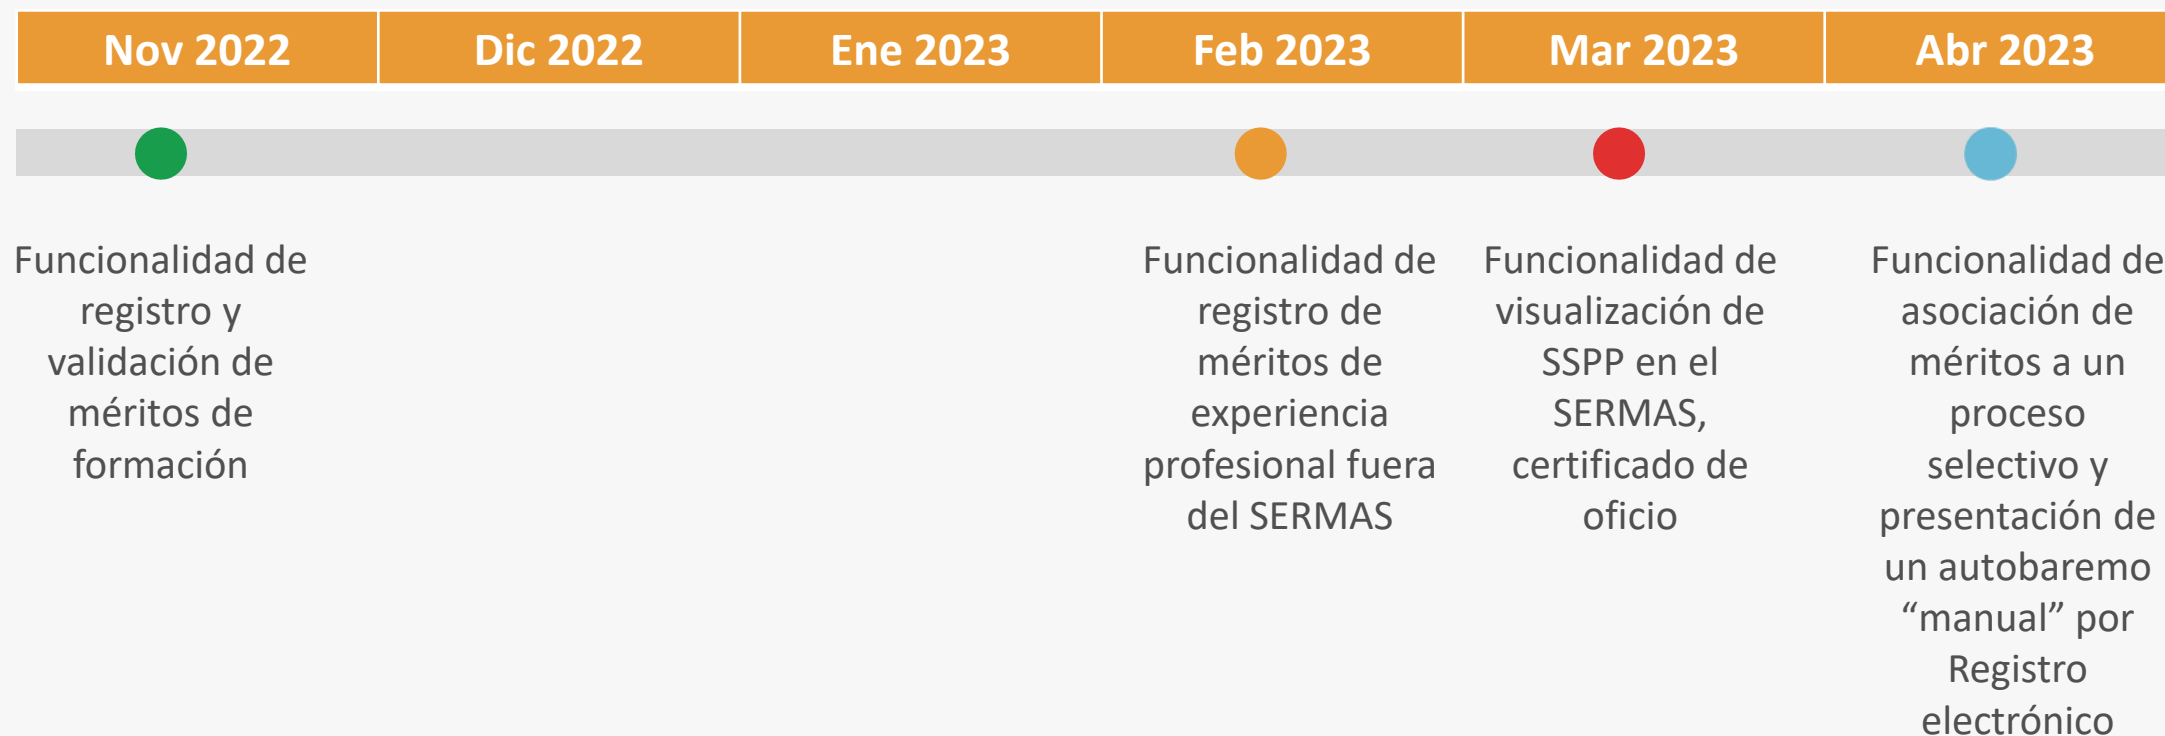 Nov 2022
Dic 2022
Ene 2023
Feb 2023
Mar 2023
Abr 2023
Funcionalidad de
registro y
validación de
méritos de
formación
Funcionalidad de
registro de
méritos de
experiencia
profesional fuera
del SERMAS
Funcionalidad de
visualización de
SSPP en el
SERMAS,
certificado de
oficio
Funcionalidad de
asociación de
méritos a un
proceso
selectivo y
presentación de
un autobaremo
“manual” por
Registro
electrónico